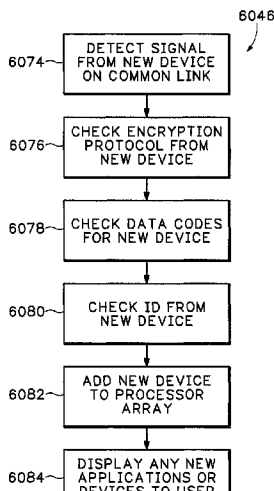 6046
6074
DETECT SIGNAL
FROM NEW DEVICE
ON COMMON LINK
6076
CHECK ENCRYPTION
PROTOCOL FROM
NEW DEVICE
6078
CHECK DATA CODES
FOR NEW DEVICE
6080
CHECK ID FROM
NEW DEVICE
6082
ADD NEW DEVICE
TO PROCESSOR
ARRAY
6084
DISPLAY ANY NEW
APPLICATIONS OR
DEVICES TO USER